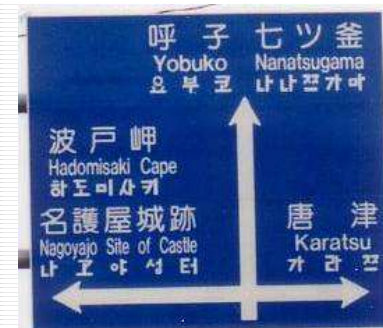 呼子 七ツ釜
Yobuko Nanatsugama
요부코 나나쯔가마
波戸岬
Hadomisaki Cape
하도미사키
名護屋城跡
Nagoyajo Site of Castle
나고야성터
唐津
Karatsu
가라쯔